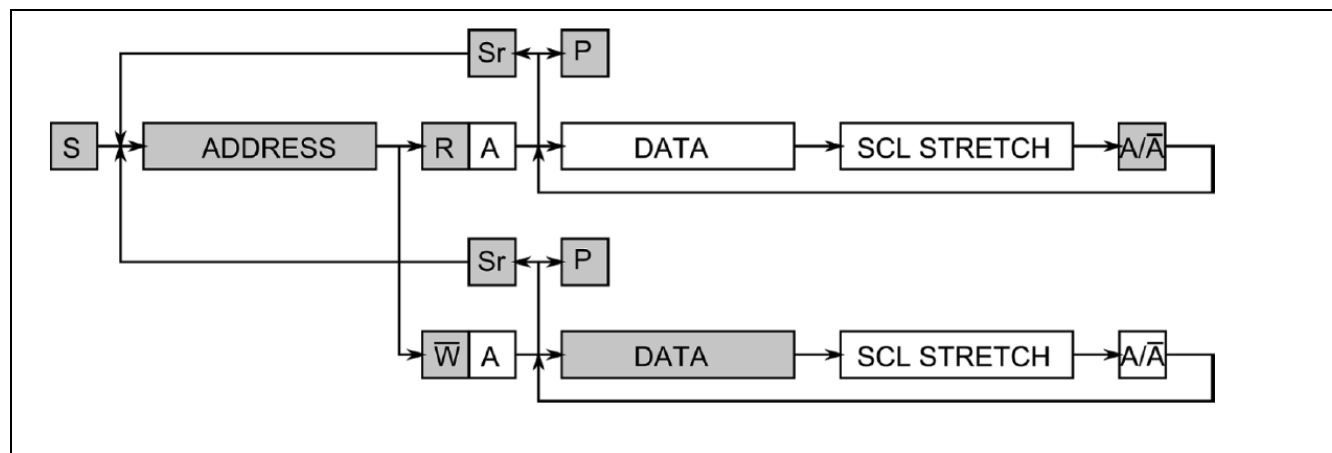 Sr P
S ADDRESS R A DATA SCL STRETCH A/A̅
Sr P
W̅ A DATA SCL STRETCH A/A̅